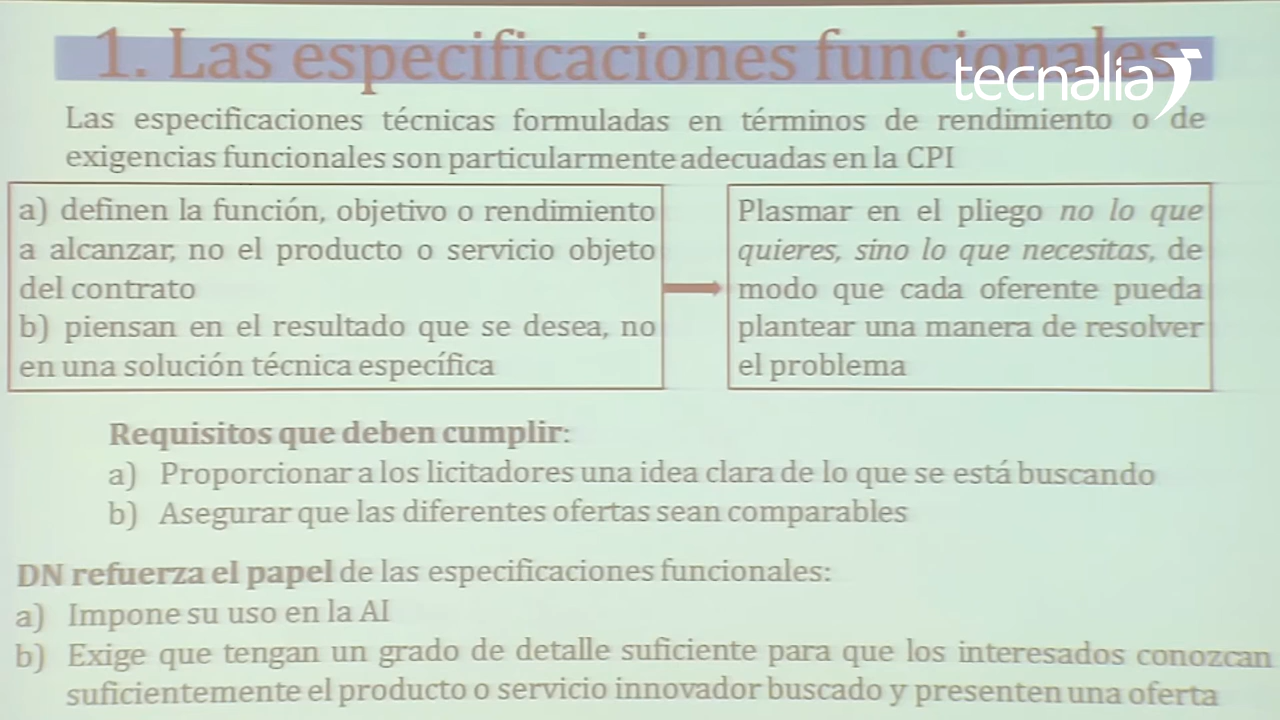 1. Las especificaciones funcionales
tecnalia
Las especificaciones técnicas formuladas en términos de rendimiento o de
exigencias funcionales son particularmente adecuadas en la CPI
a) definen la función, objetivo o rendimiento
a alcanzar, no el producto o servicio objeto
del contrato
b) piensan en el resultado que se desea, no
en una solución técnica específica
Plasmar en el pliego no lo que
quieres, sino lo que necesitas, de
modo que cada oferente pueda
plantear una manera de resolver
el problema
Requisitos que deben cumplir:
a) Proporcionar a los licitadores una idea clara de lo que se está buscando
b) Asegurar que las diferentes ofertas sean comparables
DN refuerza el papel de las especificaciones funcionales:
a) Impone su uso en la AI
b) Exige que tengan un grado de detalle suficiente para que los interesados conozcan
suficientemente el producto o servicio innovador buscado y presenten una oferta